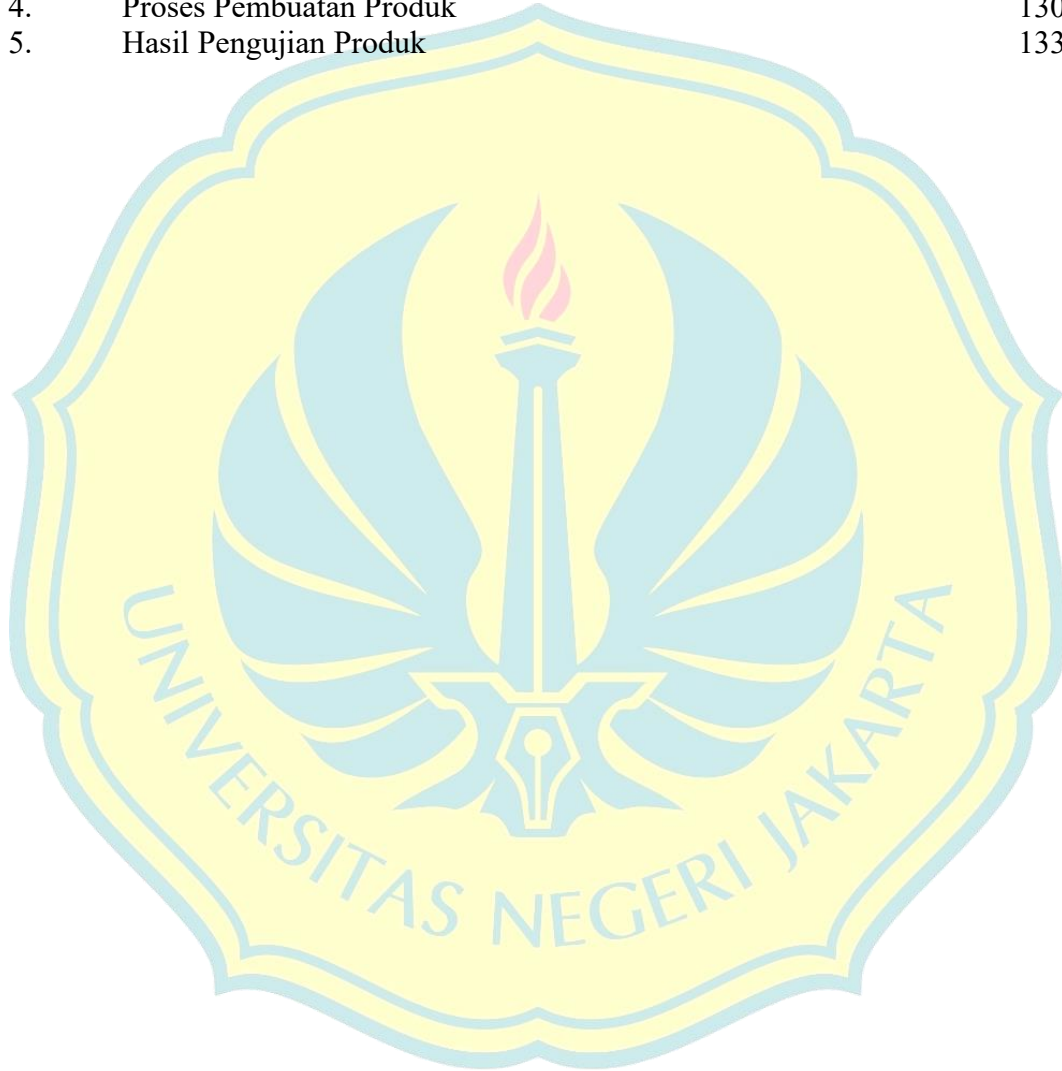 4. Proses Pembuatan Produk 130
5. Hasil Pengujian Produk 133
UNIVERSITAS NEGERI JAKARTA